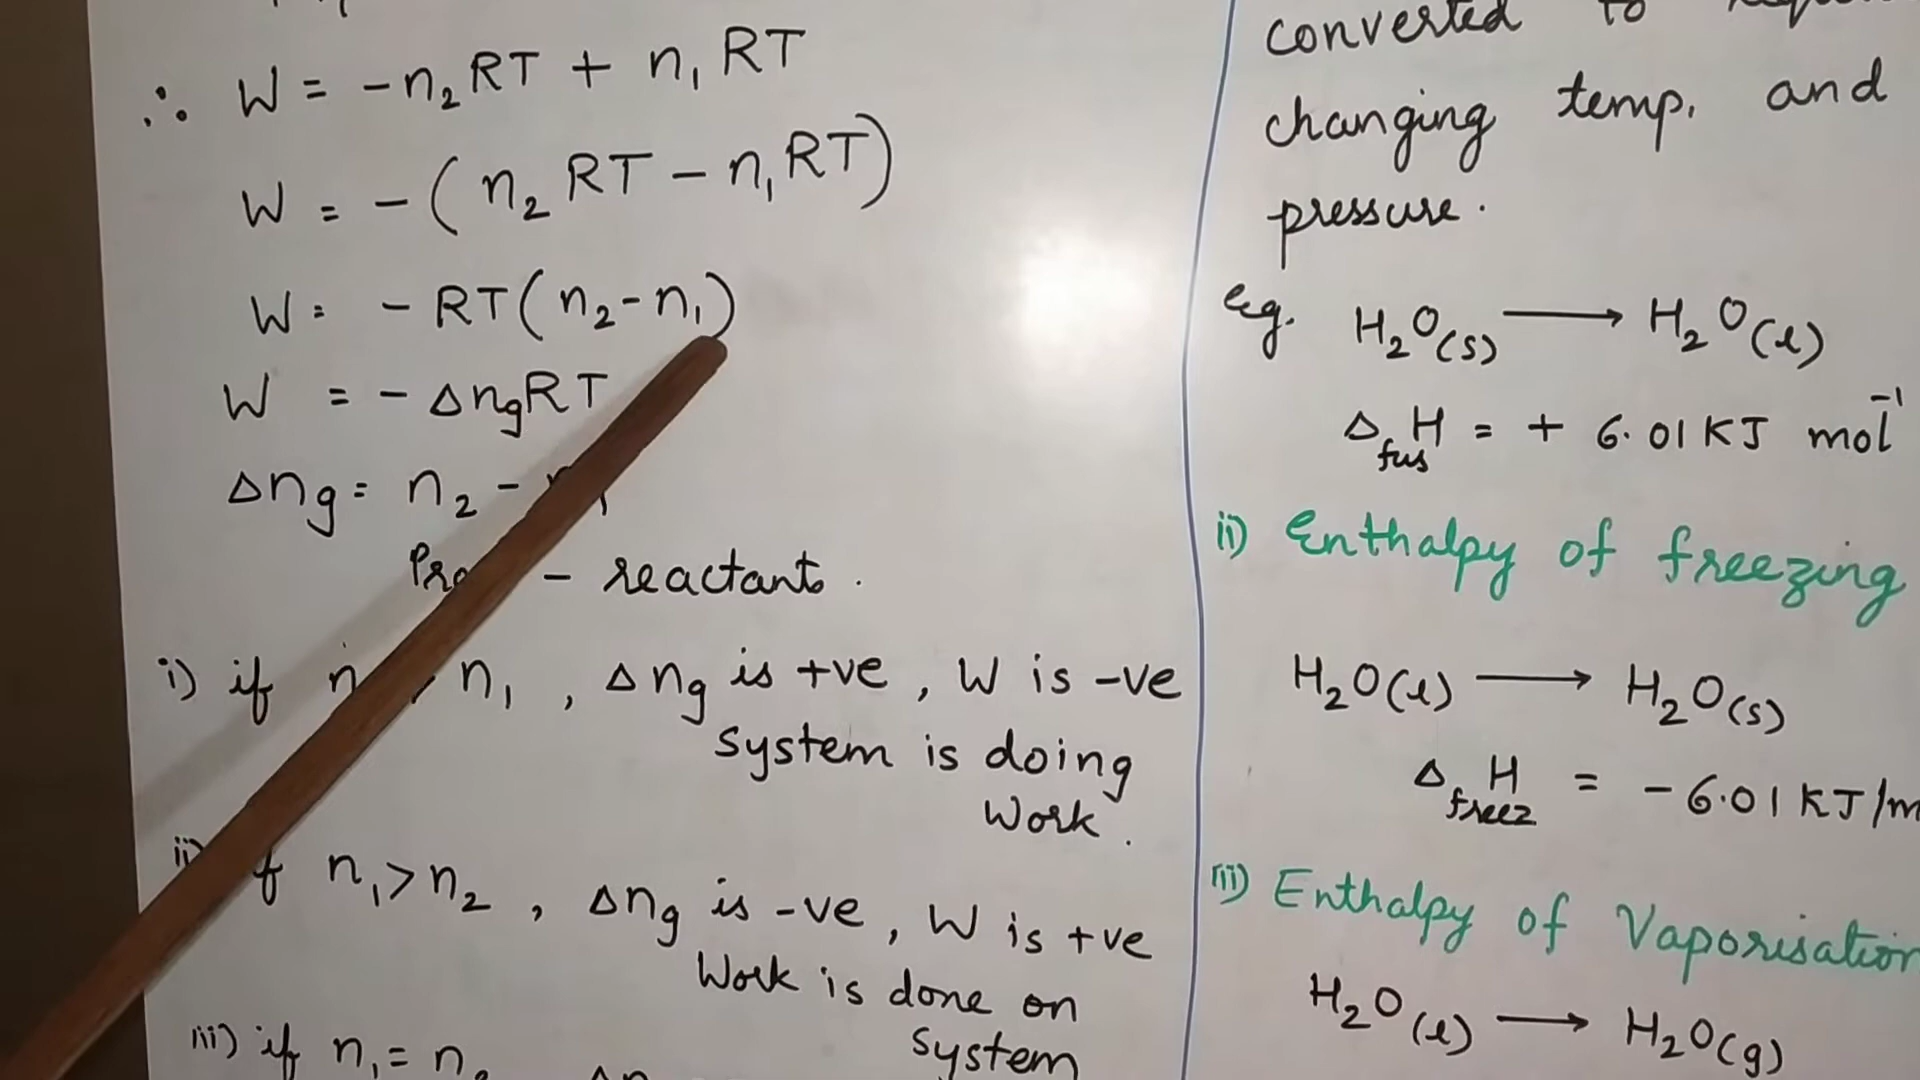 ∴ W = -n₂RT + n₁RT
W = -(n₂RT - n₁RT)
W = - RT(n₂-n₁)
W = - ΔngRT
Δng = n₂ -
- reactants.
i) if n₁, Δng is +ve, W is -ve
system is doing
Work.
ii) n₁>n₂, Δng is -ve, W is +ve
Work is done on
system
iii) if n₁=
converted to
changing temp. and
pressure.
eg. H₂O(s) ⟶ H₂O(l)
Δfus H = + 6.01 KJ mol⁻¹
ii) Enthalpy of freezing
H₂O(l) ⟶ H₂O(s)
Δfreez H = - 6.01 KJ/m
iii) Enthalpy of Vaporisation
H₂O(l) ⟶ H₂O(g)